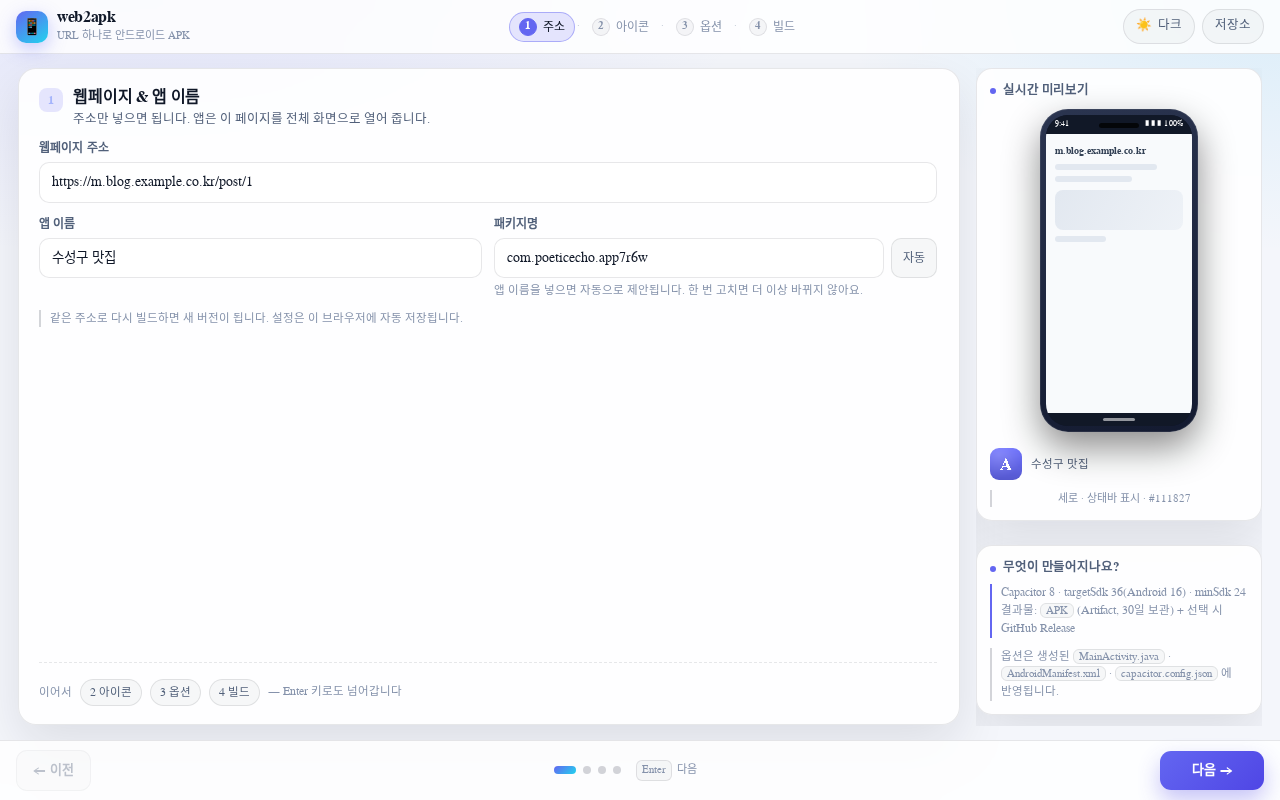 web2apk
URL 하나로 안드로이드 APK
1 주소 · 2 아이콘 · 3 옵션 · 4 빌드
☀️ 다크
저장소
1
웹페이지 & 앱 이름
주소만 넣으면 됩니다. 앱은 이 페이지를 전체 화면으로 열어 줍니다.
웹페이지 주소
https://m.blog.example.co.kr/post/1
앱 이름
수성구 맛집
패키지명
com.poeticecho.app7r6w
자동
앱 이름을 넣으면 자동으로 제안됩니다. 한 번 고치면 더 이상 바뀌지 않아요.
같은 주소로 다시 빌드하면 새 버전이 됩니다. 설정은 이 브라우저에 자동 저장됩니다.
이어서 2 아이콘 3 옵션 4 빌드 — Enter 키로도 넘어갑니다
실시간 미리보기
9:41 100%
m.blog.example.co.kr
A 수성구 맛집
세로 · 상태바 표시 · #111827
무엇이 만들어지나요?
Capacitor 8 · targetSdk 36(Android 16) · minSdk 24
결과물: APK (Artifact, 30일 보관) + 선택 시
GitHub Release
옵션은 생성된 MainActivity.java ·
AndroidManifest.xml · capacitor.config.json 에
반영됩니다.
← 이전
Enter 다음
다음 →